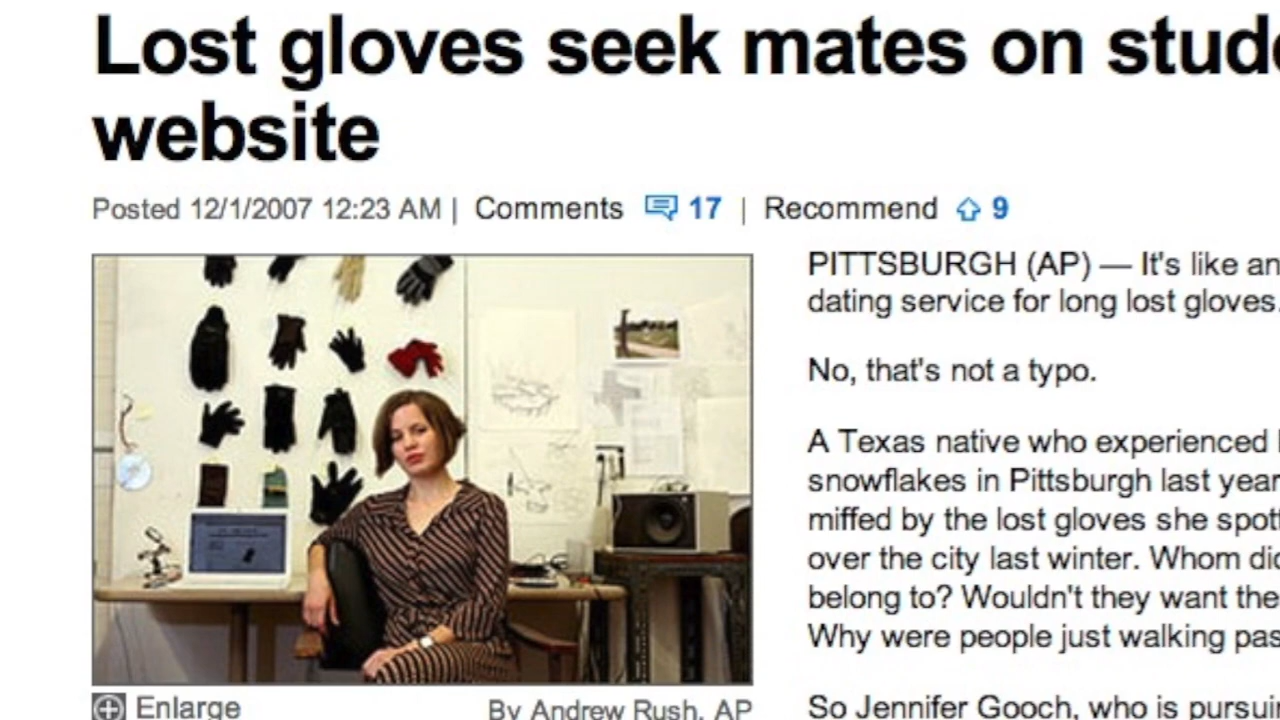 Lost gloves seek mates on stude
website
Posted 12/1/2007 12:23 AM | Comments 17 | Recommend 9
PITTSBURGH (AP) — It's like an
dating service for long lost gloves.
No, that's not a typo.
A Texas native who experienced
snowflakes in Pittsburgh last year
miffed by the lost gloves she spot
over the city last winter. Whom did
belong to? Wouldn't they want the
Why were people just walking pas
Enlarge By Andrew Rush, AP
So Jennifer Gooch, who is pursuin